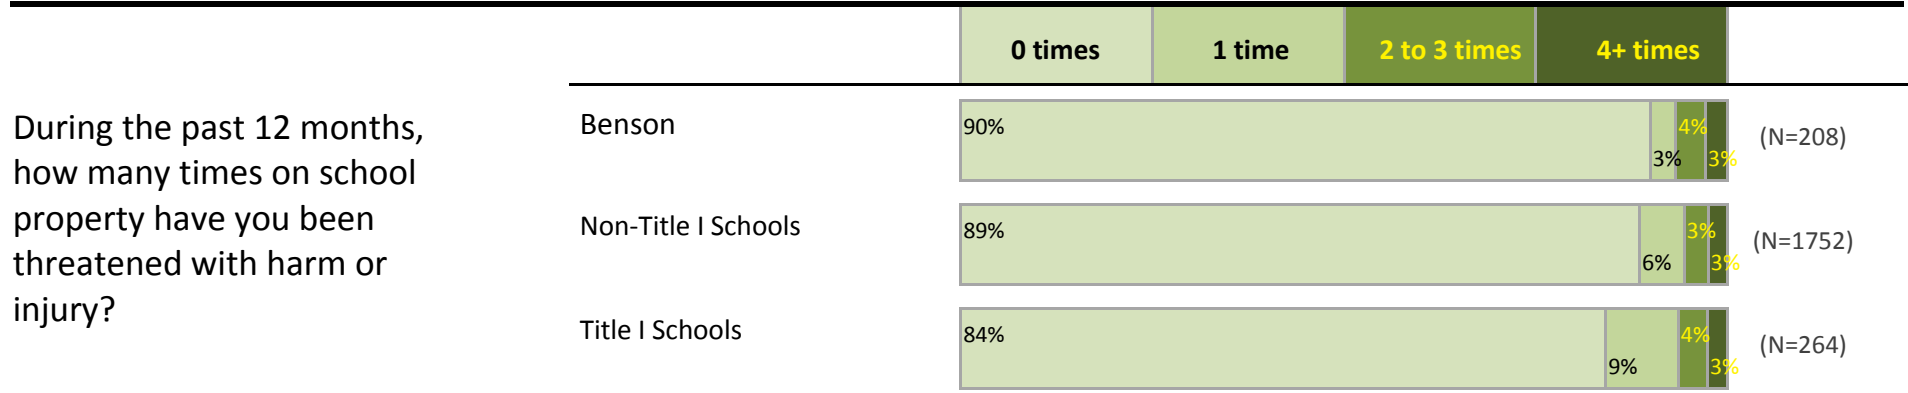 0 times 1 time 2 to 3 times 4+ times
During the past 12 months,
how many times on school
property have you been
threatened with harm or
injury?
Benson 90% 3% 4% 3% (N=208)
Non-Title I Schools 89% 6% 3% 3% (N=1752)
Title I Schools 84% 9% 4% 3% (N=264)